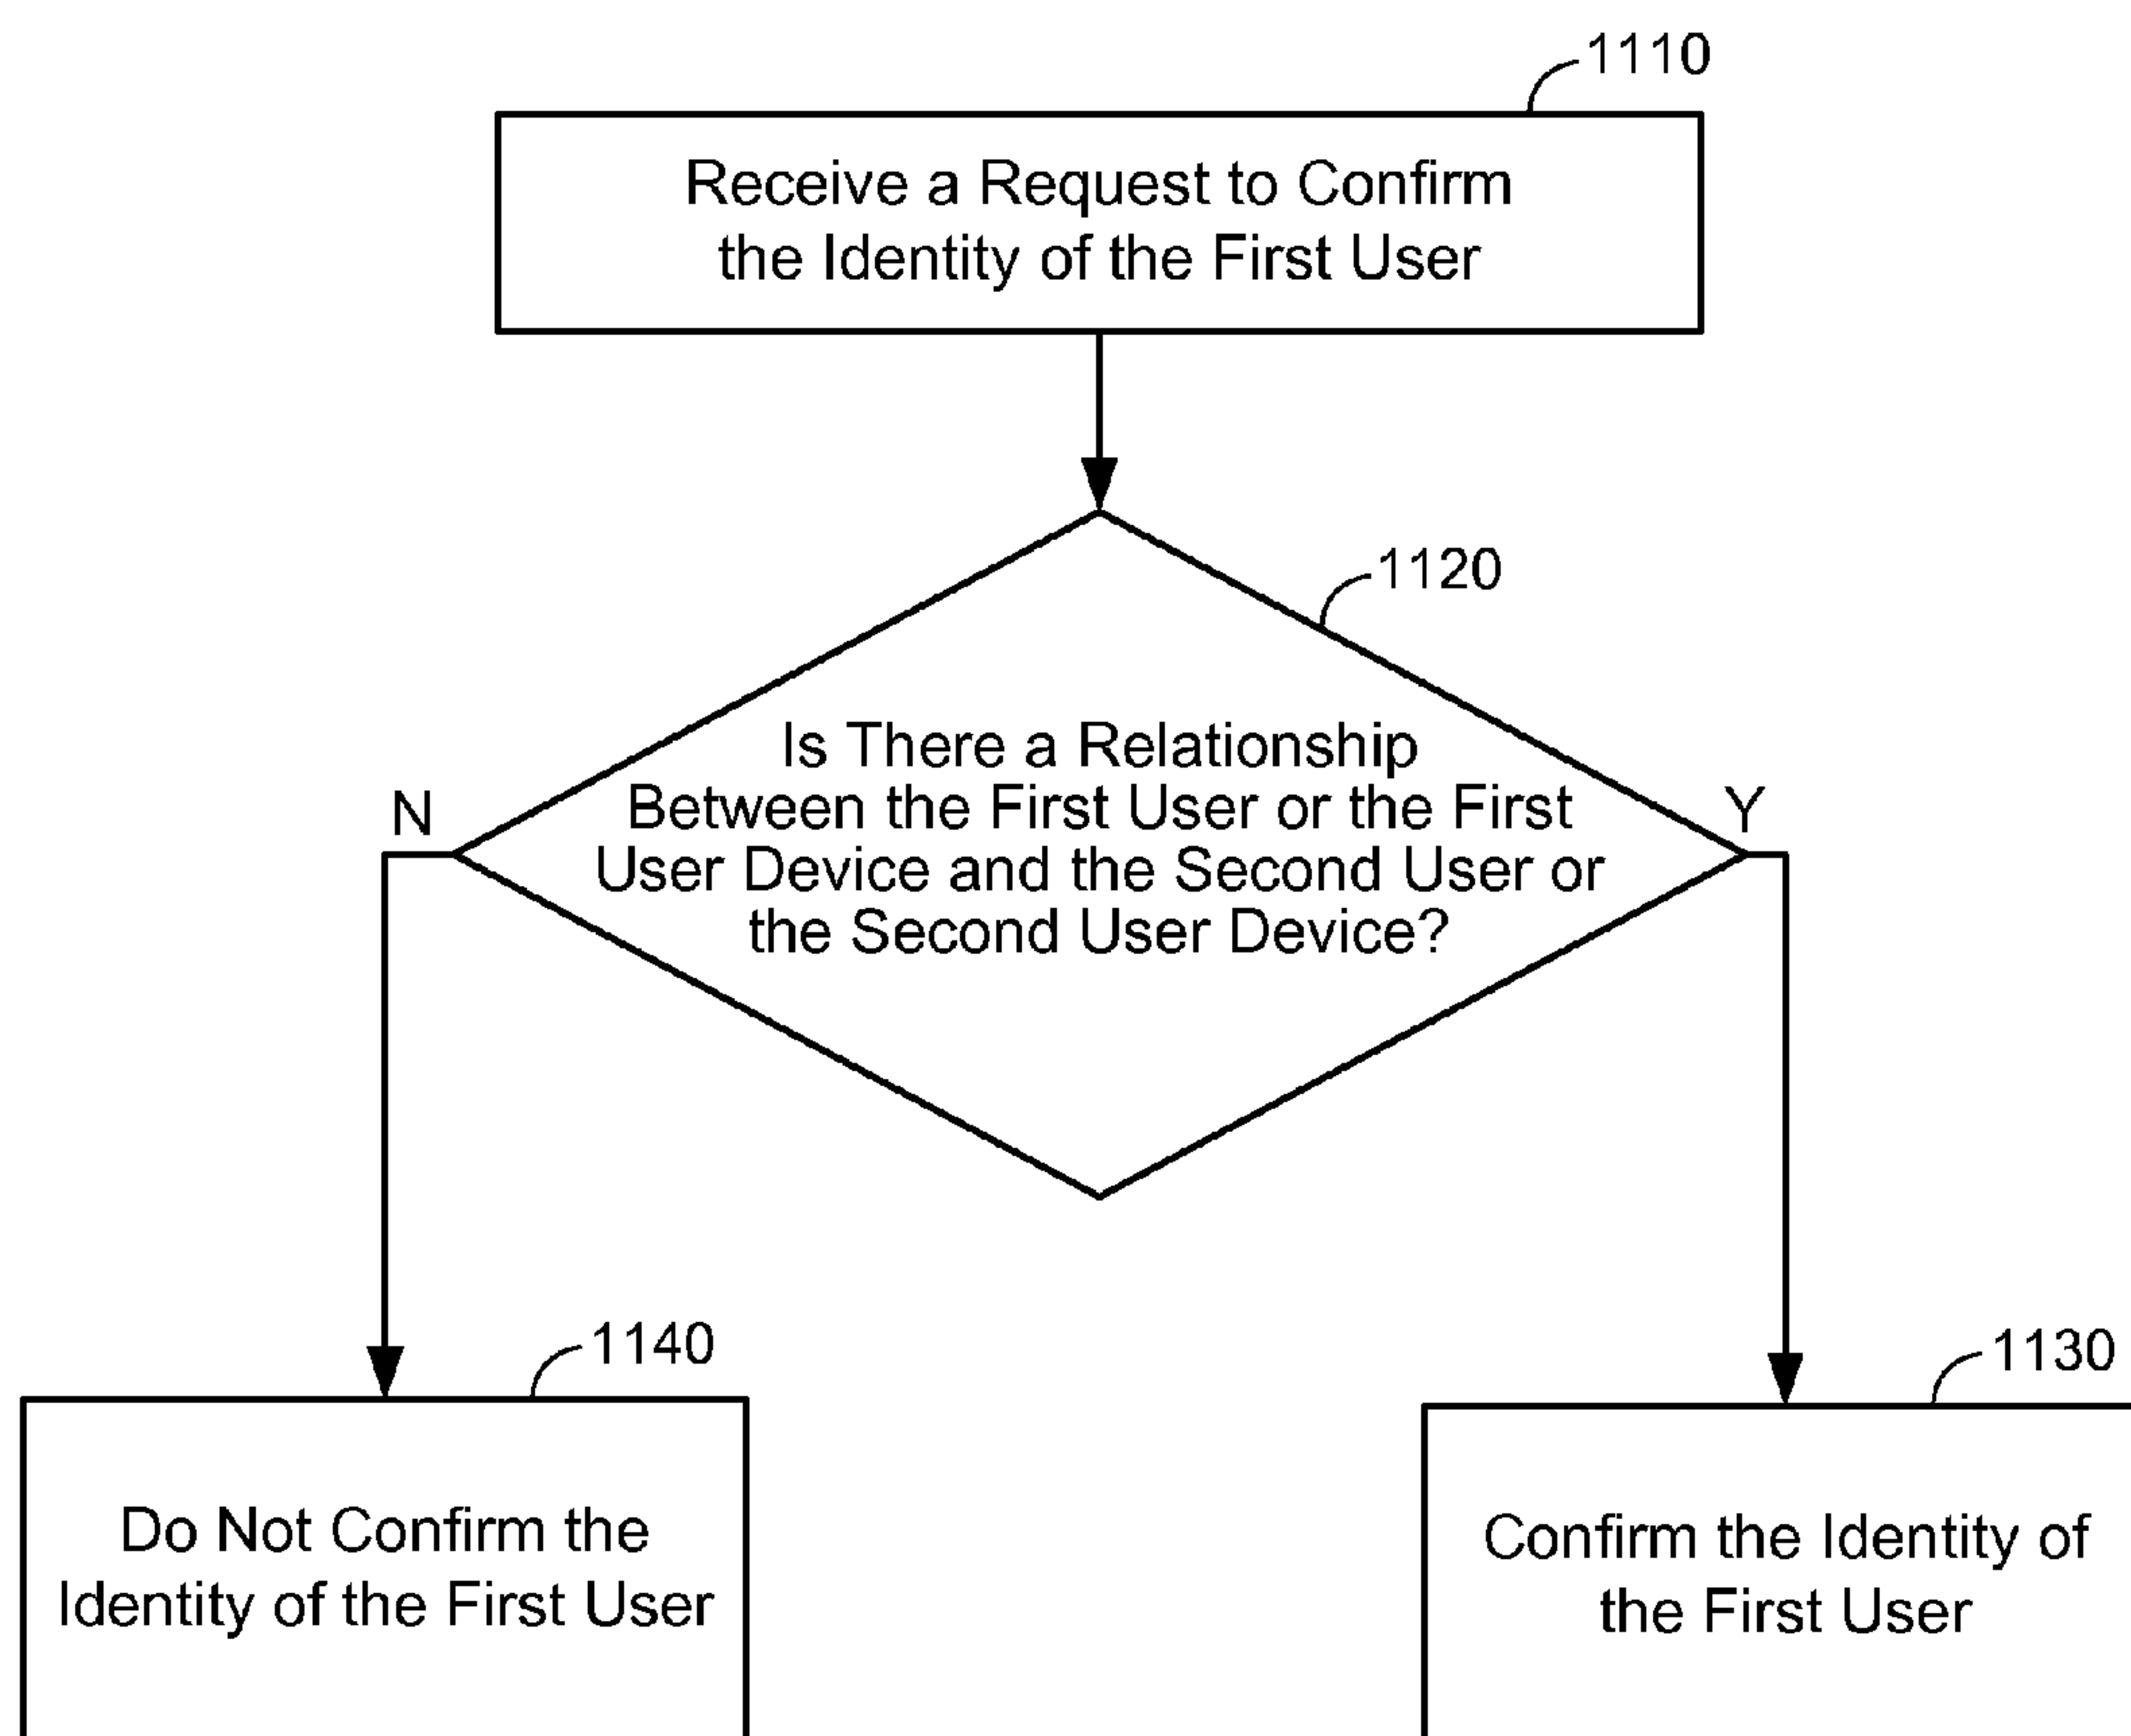 1110
Receive a Request to Confirm
the Identity of the First User
1120
Is There a Relationship
Between the First User or the First
User Device and the Second User or
the Second User Device?
N
Y
1140
Do Not Confirm the
Identity of the First User
1130
Confirm the Identity of
the First User